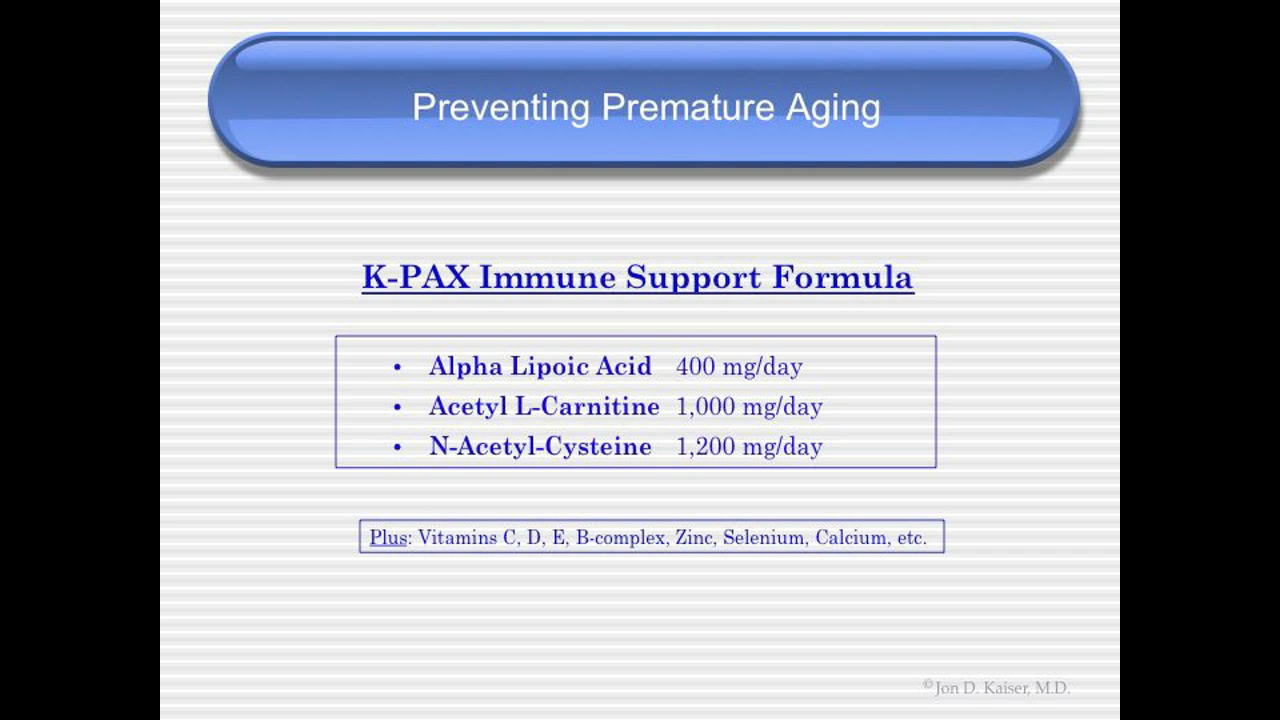 Preventing Premature Aging
K-PAX Immune Support Formula
• Alpha Lipoic Acid 400 mg/day
• Acetyl L-Carnitine 1,000 mg/day
• N-Acetyl-Cysteine 1,200 mg/day
Plus: Vitamins C, D, E, B-complex, Zinc, Selenium, Calcium, etc.
© Jon D. Kaiser, M.D.